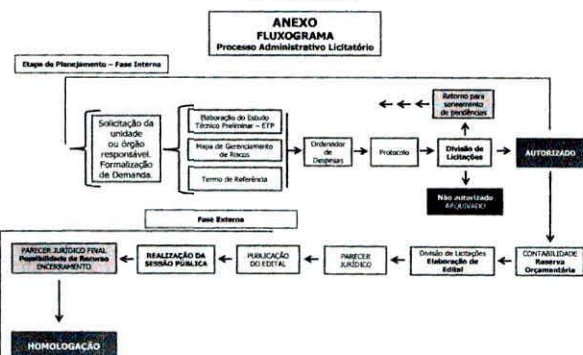 ANEXO
FLUXOGRAMA
Processo Administrativo Licitatório
Etapa de Planejamento – Fase Interna
Solicitação da
unidade
ou órgão
responsável.
Formalização
de Demanda.
Elaboração do Estudo
Técnico Preliminar – ETP
Mapa de Gerenciamento
de Riscos
Termo de Referência
Ordenador
de
Despesas
Protocolo
Retorno para
saneamento
de pendências
Divisão de
Licitações
AUTORIZADO
Não autorizado
ARQUIVADO
Fase Externa
CONTABILIDADE
Reserva
Orçamentária
Divisão de Licitações
Elaboração de
Edital
PARECER
JURÍDICO
PUBLICAÇÃO
DO EDITAL
REALIZAÇÃO DA
SESSÃO PÚBLICA
PARECER JURÍDICO FINAL
Possibilidade de Recurso
ENCERRAMENTO
HOMOLOGAÇÃO